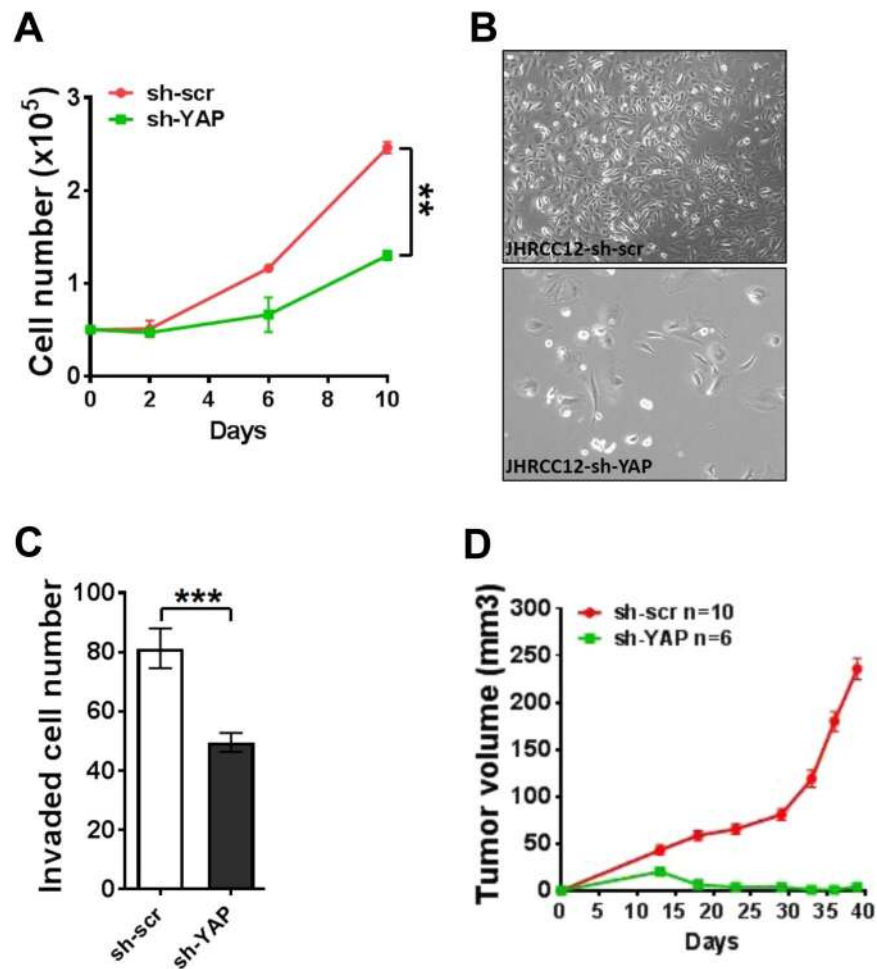 A
sh-scr
sh-YAP
Cell number (x10⁵)
3
2
1
0
0 2 4 6 8 10
Days
**
B
JHRCC12-sh-scr
JHRCC12-sh-YAP
C
Invaded cell number
100
80
60
40
20
0
***
sh-scr
sh-YAP
D
Tumor volume (mm3)
sh-scr n=10
sh-YAP n=6
300
250
200
150
100
50
0
0 5 10 15 20 25 30 35 40
Days